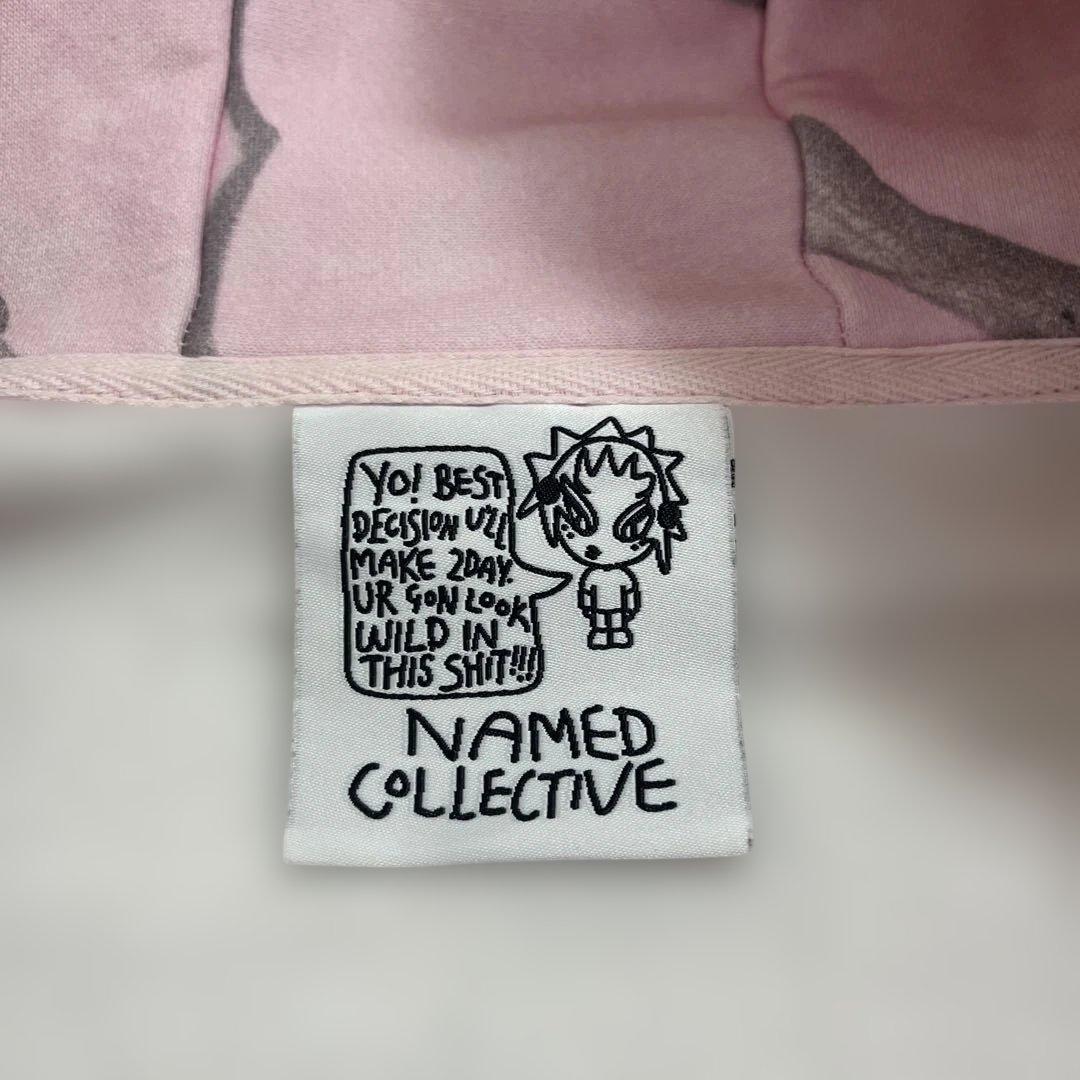 YO! BEST
DECISION U'LL
MAKE 2DAY.
UR GON LOOK
WILD IN
THIS SHIT!!!
NAMED
COLLECTIVE